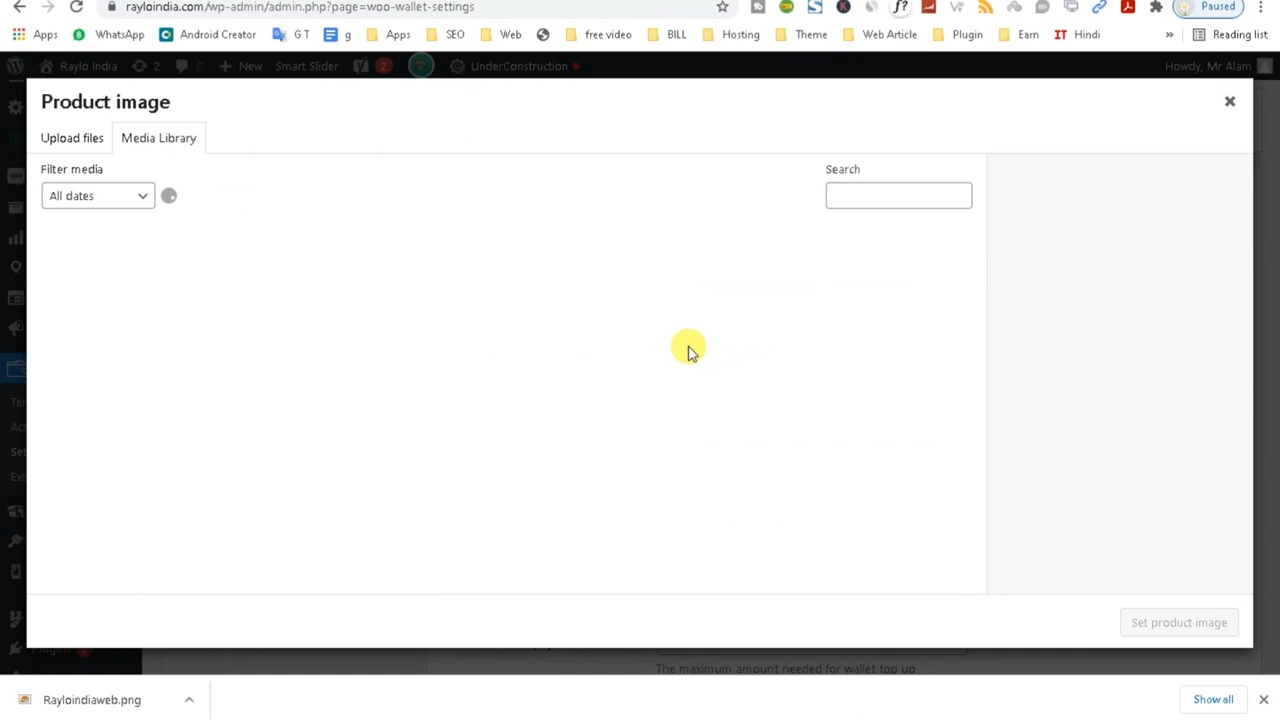 rayloindia.com/wp-admin/admin.php?page=woo-wallet-settings
Paused
Apps WhatsApp Android Creator G T g Apps SEO Web free video BILL Hosting Theme Web Article Plugin Earn IT Hindi » Reading list
Raylo India 2 0 + New Smart Slider 2 UnderConstruction Howdy, Mr Alam
Product image
Upload files Media Library
Filter media Search
All dates
Set product image
The maximum amount needed for wallet top up
Rayloindiaweb.png Show all